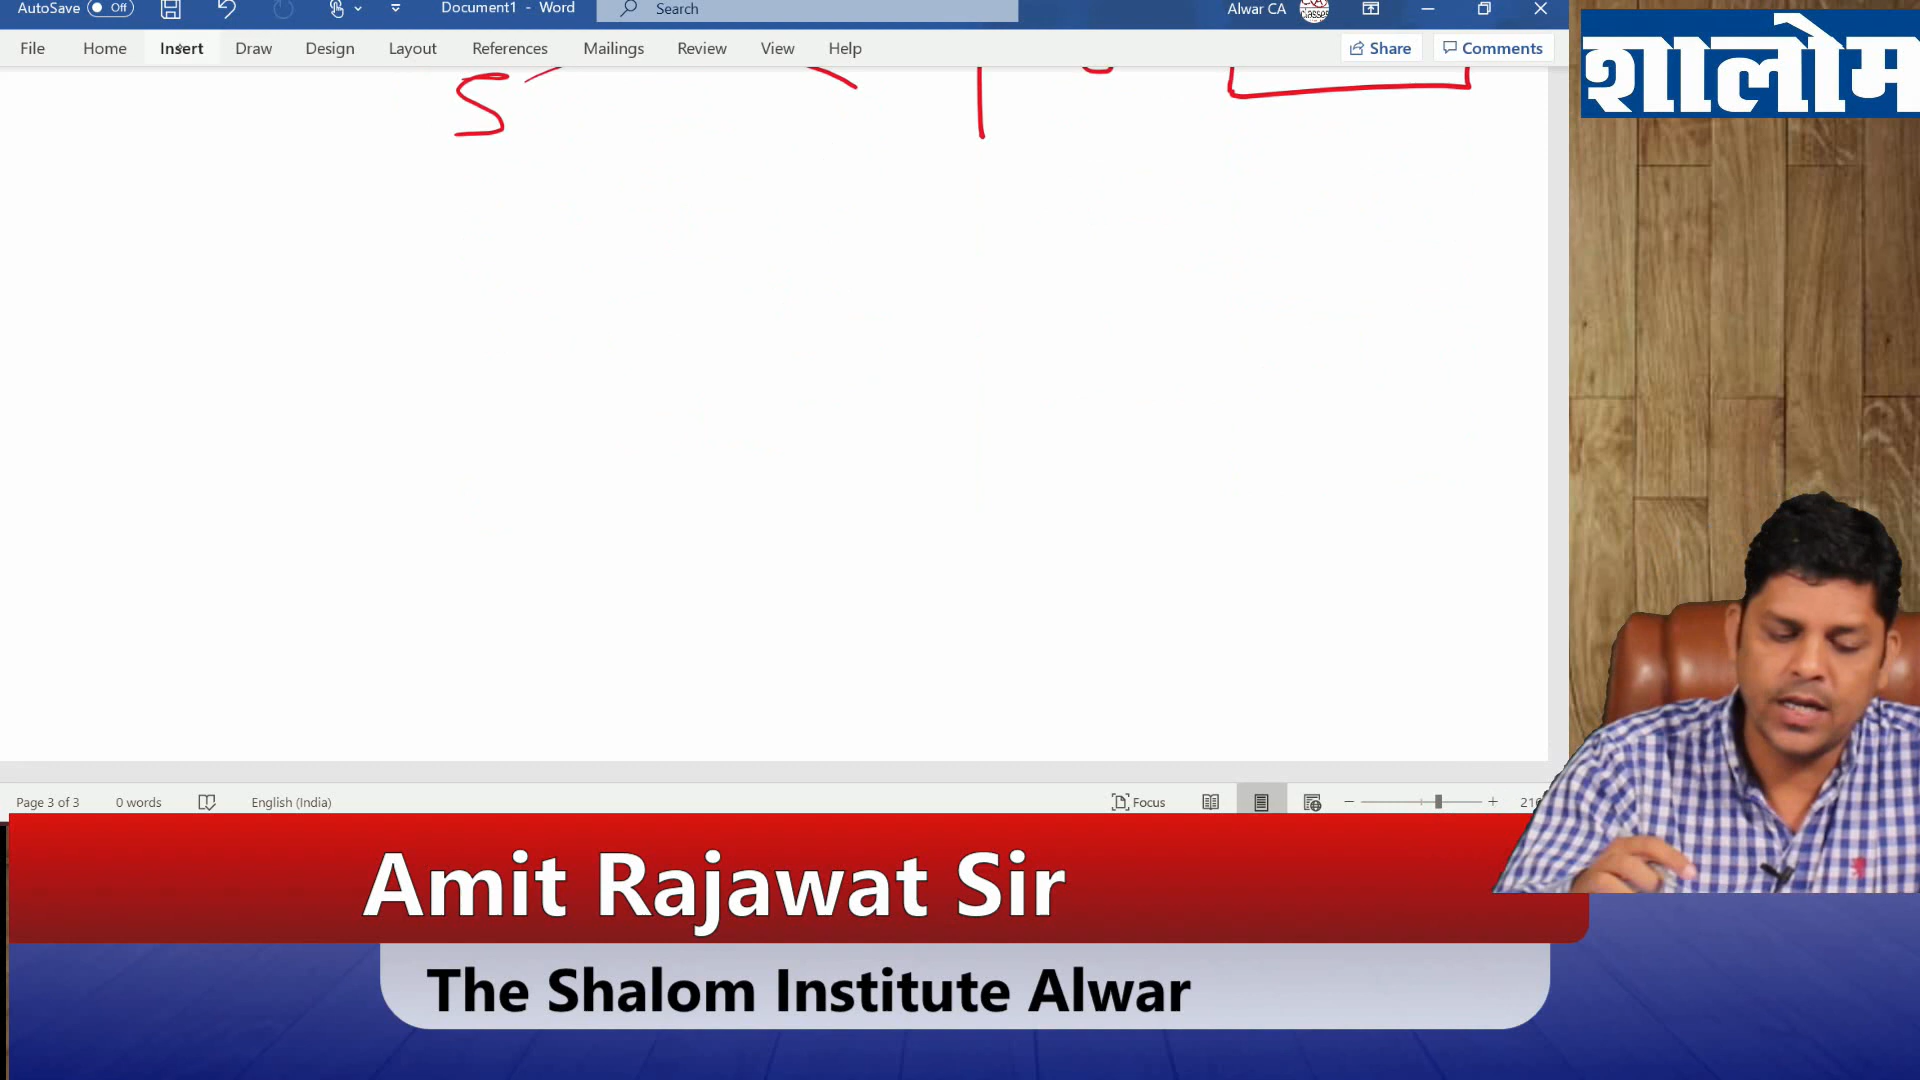 AutoSave Off Document1 - Word Search Alwar CA
File Home Insert Draw Design Layout References Mailings Review View Help Share Comments
शालोम
S
Page 3 of 3 0 words English (India) Focus
Amit Rajawat Sir
The Shalom Institute Alwar